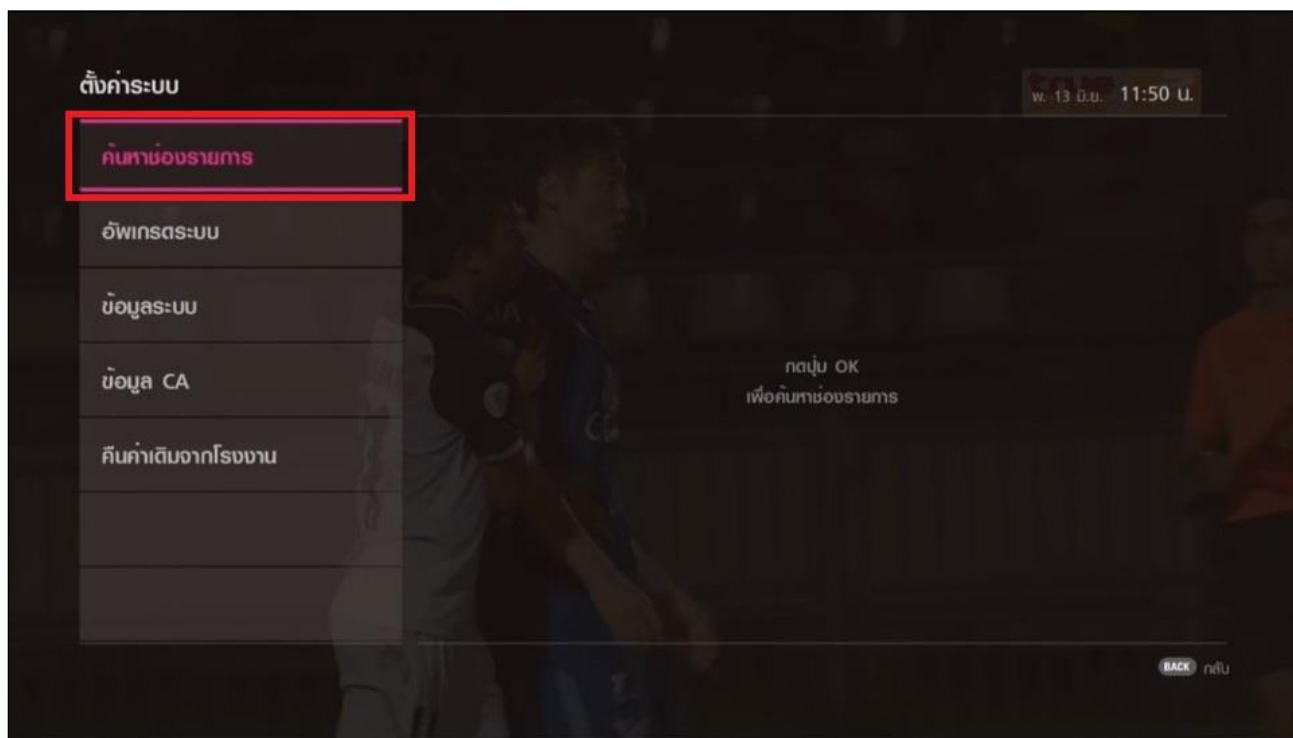 ตั้งค่าระบบ
พ. 13 มิ.ย. 11:50 น.
ค้นหาช่องรายการ
อัพเกรดระบบ
ข้อมูลระบบ
ข้อมูล CA
คืนค่าเดิมจากโรงงาน
กดปุ่ม OK
เพื่อค้นหาช่องรายการ
BACK กลับ